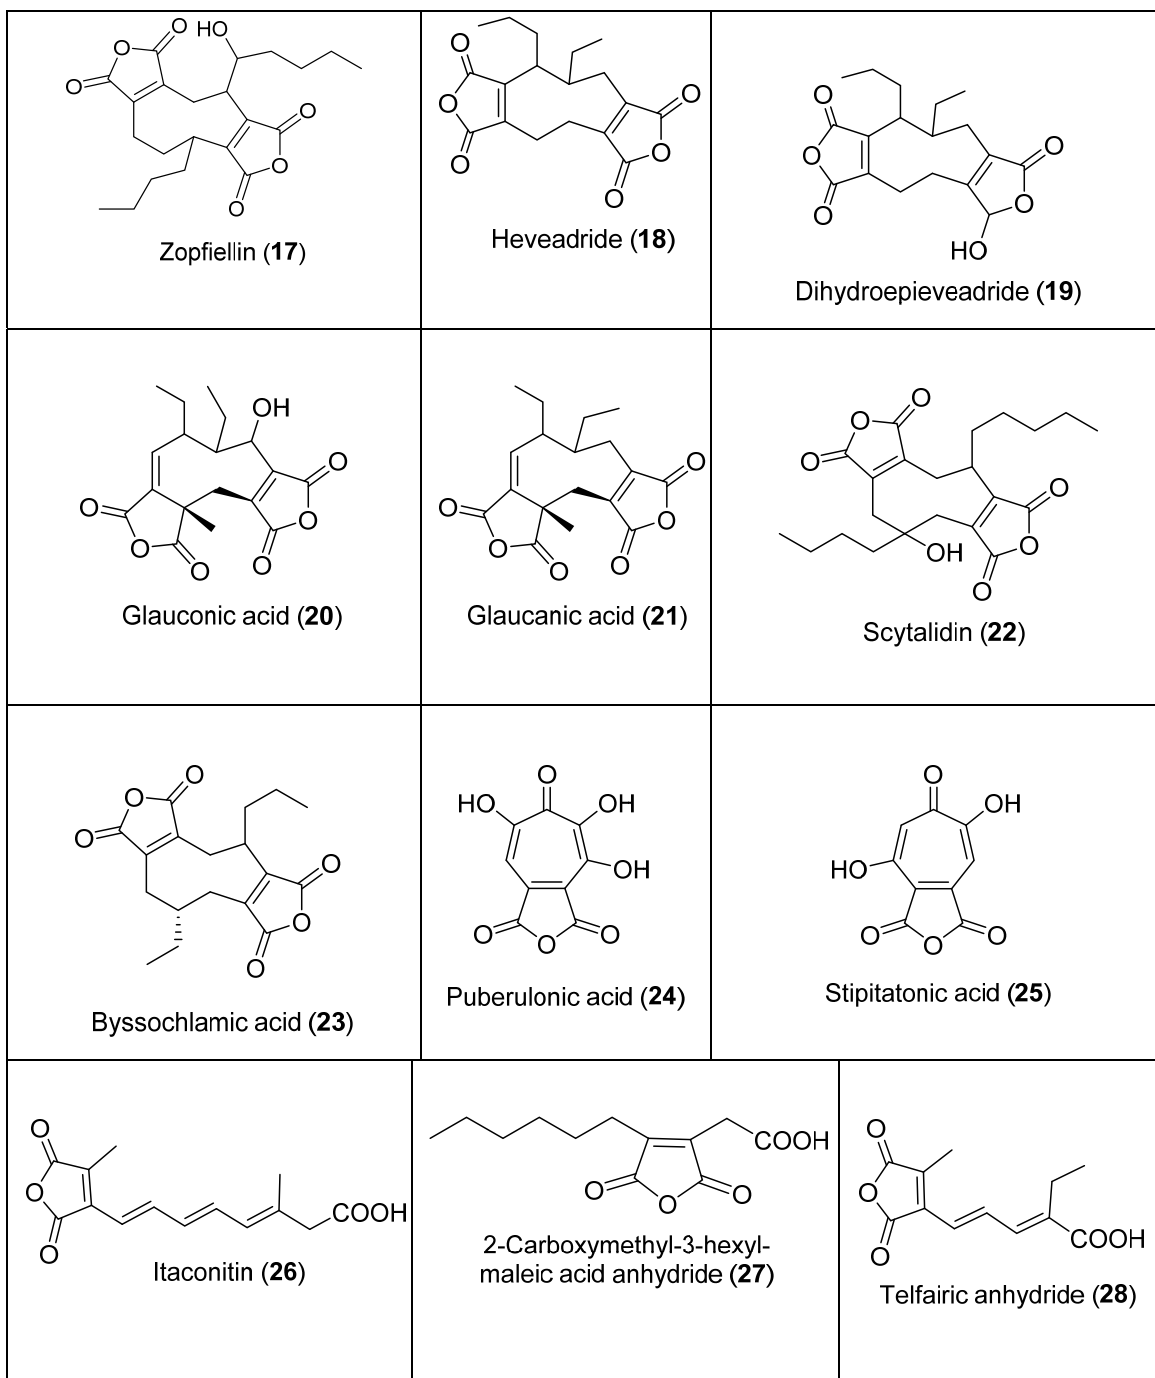 O
O
O
O
O
O
HO
Zopfiellin (17)
O
O
O
O
O
O
Heveadride (18)
O
O
O
O
O
HO
Dihydroepieveadride (19)
OH
O
O
O
O
O
O
Glauconic acid (20)
O
O
O
O
O
O
Glaucanic acid (21)
O
O
O
O
O
O
OH
Scytalidin (22)
O
O
O
O
O
O
Byssochlamic acid (23)
O
HO
OH
OH
O
O
O
Puberulonic acid (24)
O
OH
HO
O
O
O
Stipitatonic acid (25)
O
O
O
COOH
Itaconitin (26)
COOH
O
O
O
2-Carboxymethyl-3-hexyl-
maleic acid anhydride (27)
O
O
O
COOH
Telfairic anhydride (28)